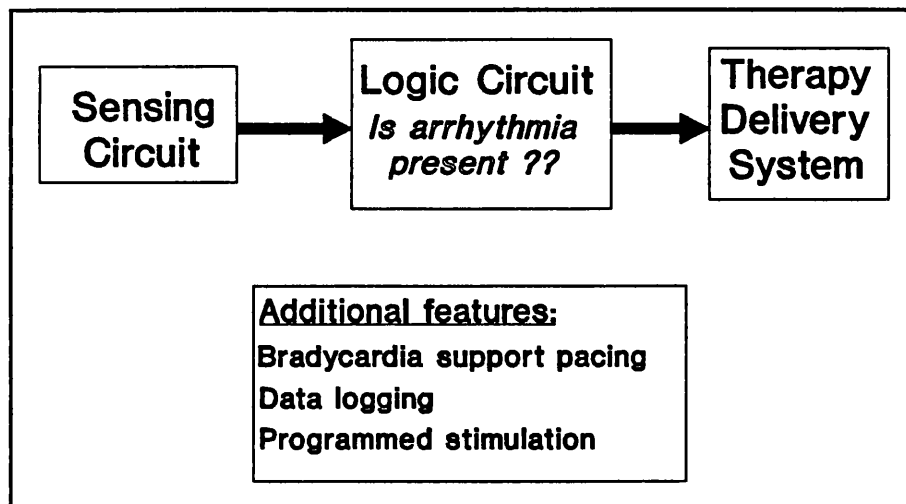 Sensing
Circuit
Logic Circuit
Is arrhythmia
present ??
Therapy
Delivery
System
Additional features:
Bradycardia support pacing
Data logging
Programmed stimulation